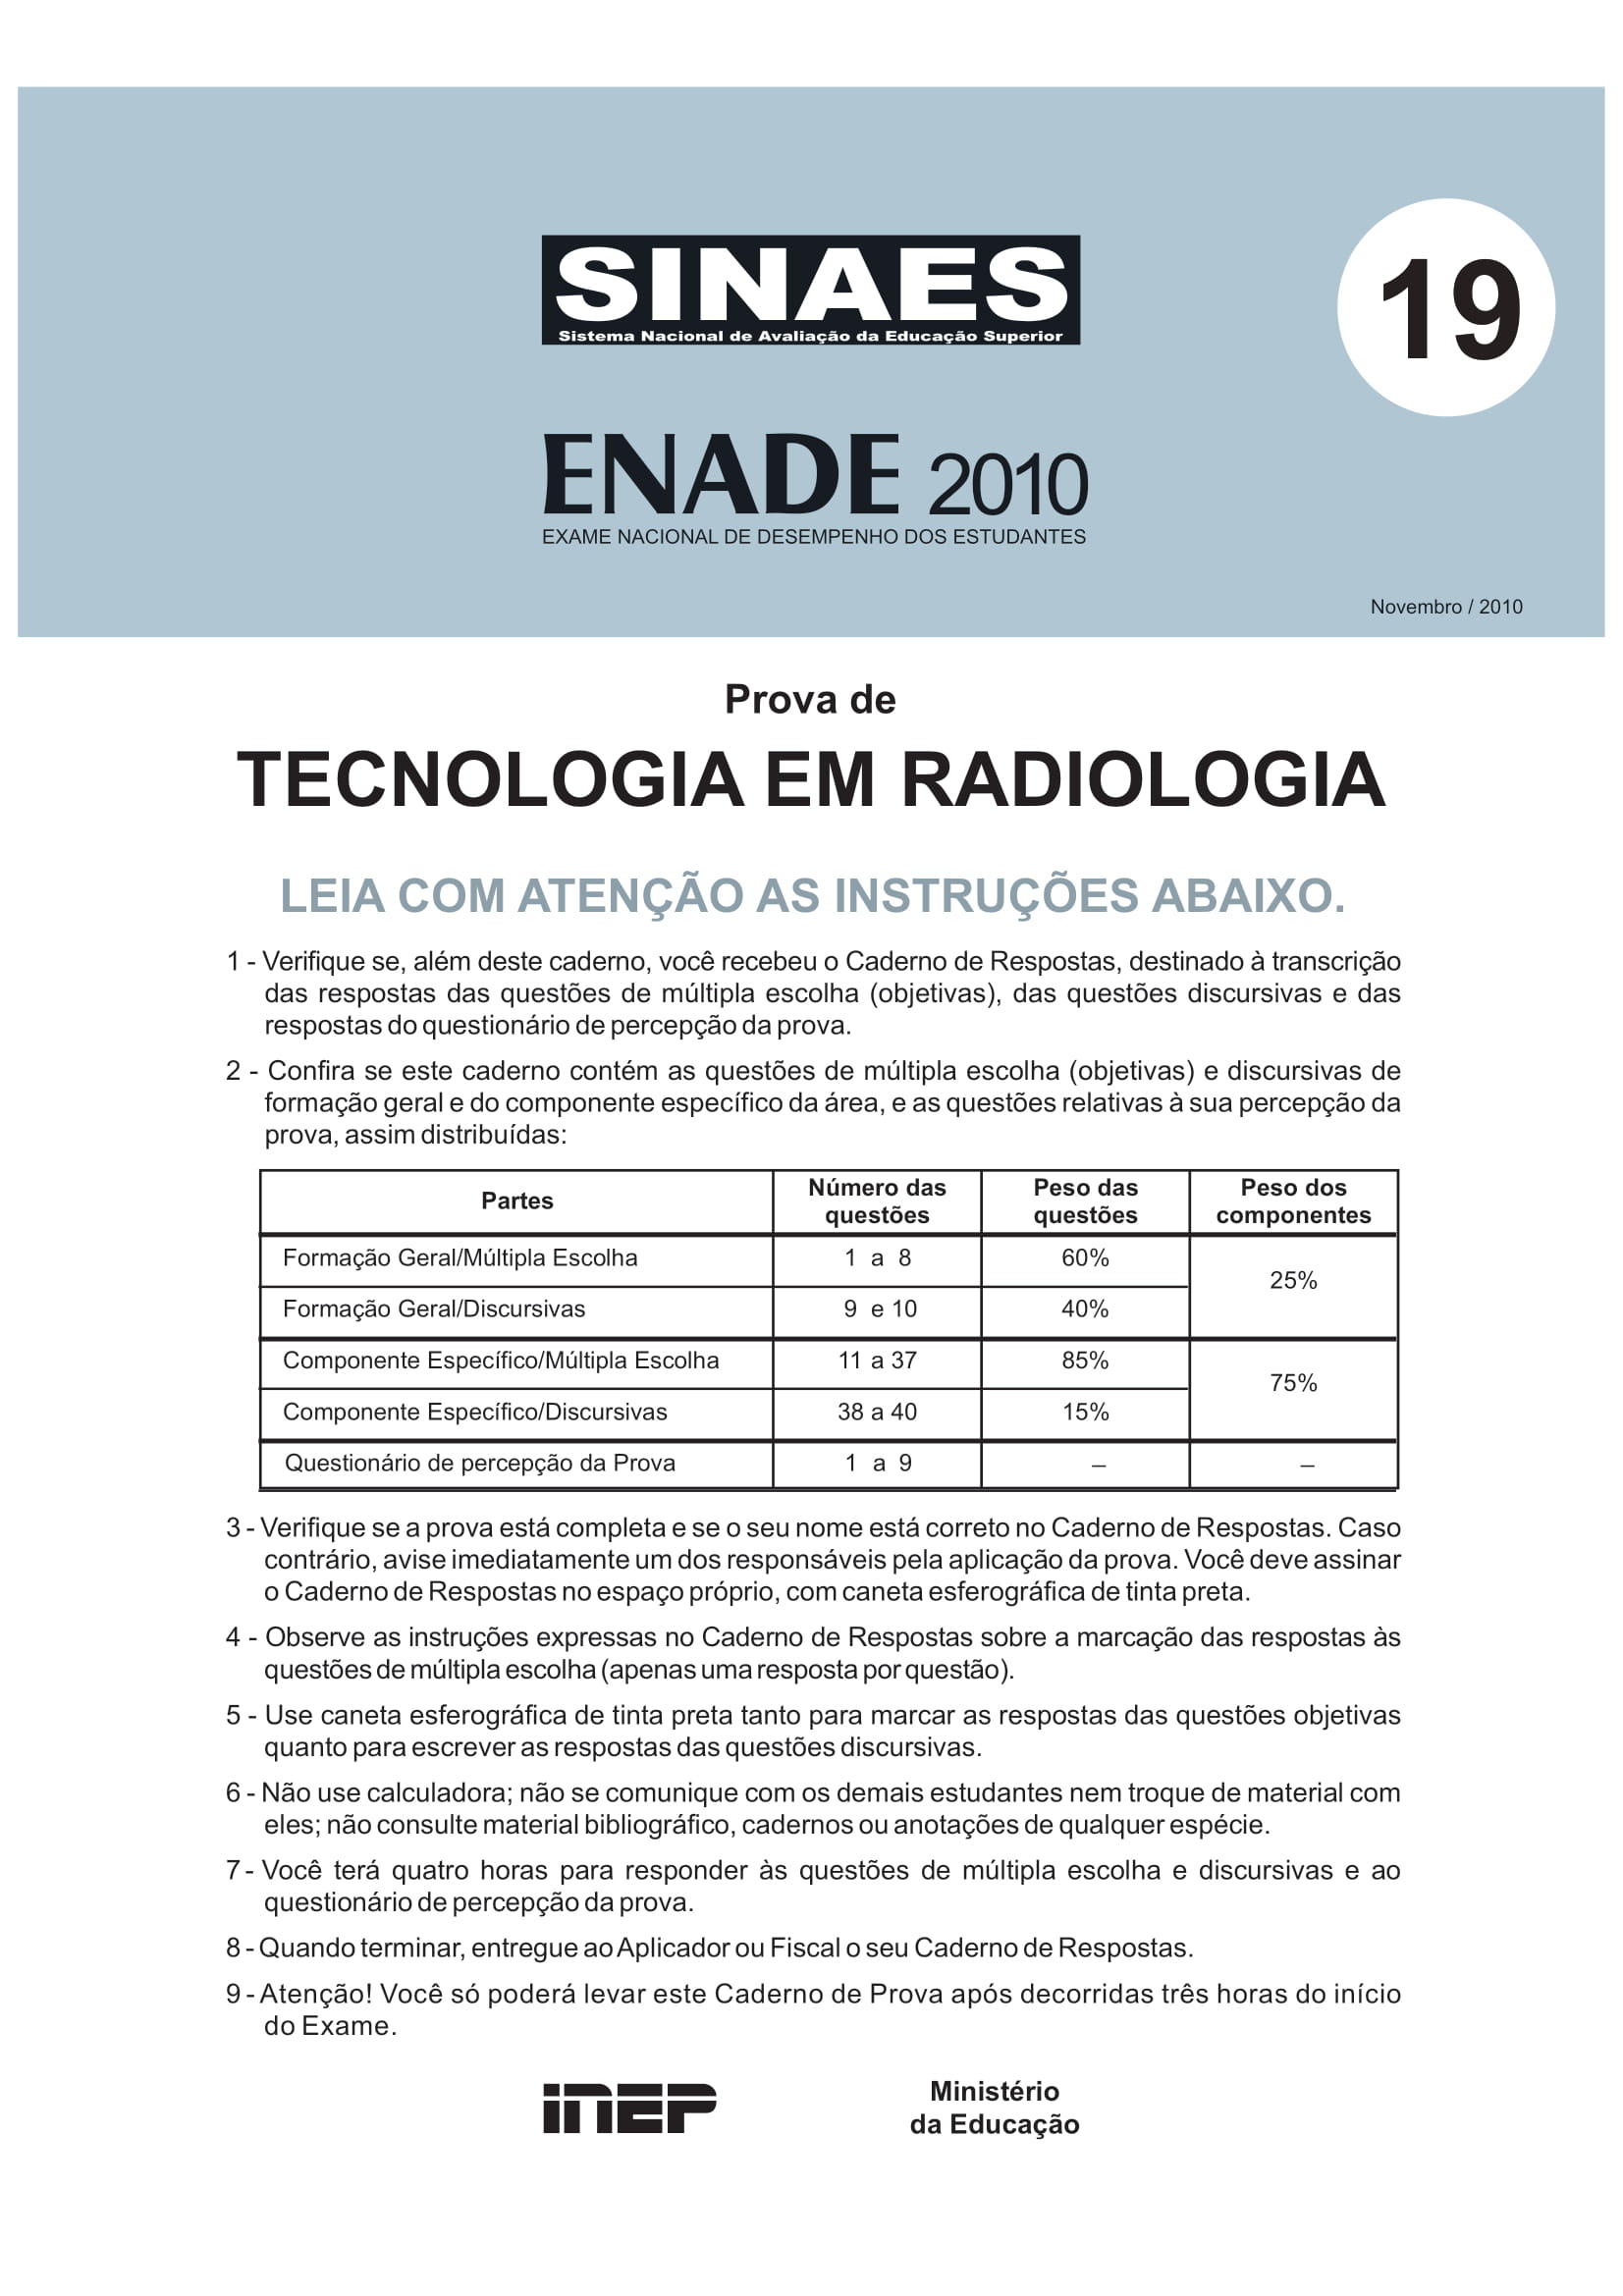 SINAES
Sistema Nacional de Avaliação da Educação Superior
19
ENADE 2010
EXAME NACIONAL DE DESEMPENHO DOS ESTUDANTES
Novembro / 2010
Prova de
TECNOLOGIA EM RADIOLOGIA
LEIA COM ATENÇÃO AS INSTRUÇÕES ABAIXO.
1 - Verifique se, além deste caderno, você recebeu o Caderno de Respostas, destinado à transcrição
das respostas das questões de múltipla escolha (objetivas), das questões discursivas e das
respostas do questionário de percepção da prova.
2 - Confira se este caderno contém as questões de múltipla escolha (objetivas) e discursivas de
formação geral e do componente específico da área, e as questões relativas à sua percepção da
prova, assim distribuídas:
Partes Número das questões Peso das questões Peso dos componentes
Formação Geral/Múltipla Escolha 1 a 8 60% 25%
Formação Geral/Discursivas 9 e 10 40%
Componente Específico/Múltipla Escolha 11 a 37 85% 75%
Componente Específico/Discursivas 38 a 40 15%
Questionário de percepção da Prova 1 a 9 – –
3 - Verifique se a prova está completa e se o seu nome está correto no Caderno de Respostas. Caso
contrário, avise imediatamente um dos responsáveis pela aplicação da prova. Você deve assinar
o Caderno de Respostas no espaço próprio, com caneta esferográfica de tinta preta.
4 - Observe as instruções expressas no Caderno de Respostas sobre a marcação das respostas às
questões de múltipla escolha (apenas uma resposta por questão).
5 - Use caneta esferográfica de tinta preta tanto para marcar as respostas das questões objetivas
quanto para escrever as respostas das questões discursivas.
6 - Não use calculadora; não se comunique com os demais estudantes nem troque de material com
eles; não consulte material bibliográfico, cadernos ou anotações de qualquer espécie.
7 - Você terá quatro horas para responder às questões de múltipla escolha e discursivas e ao
questionário de percepção da prova.
8 - Quando terminar, entregue ao Aplicador ou Fiscal o seu Caderno de Respostas.
9 - Atenção! Você só poderá levar este Caderno de Prova após decorridas três horas do início
do Exame.
INEP
Ministério
da Educação